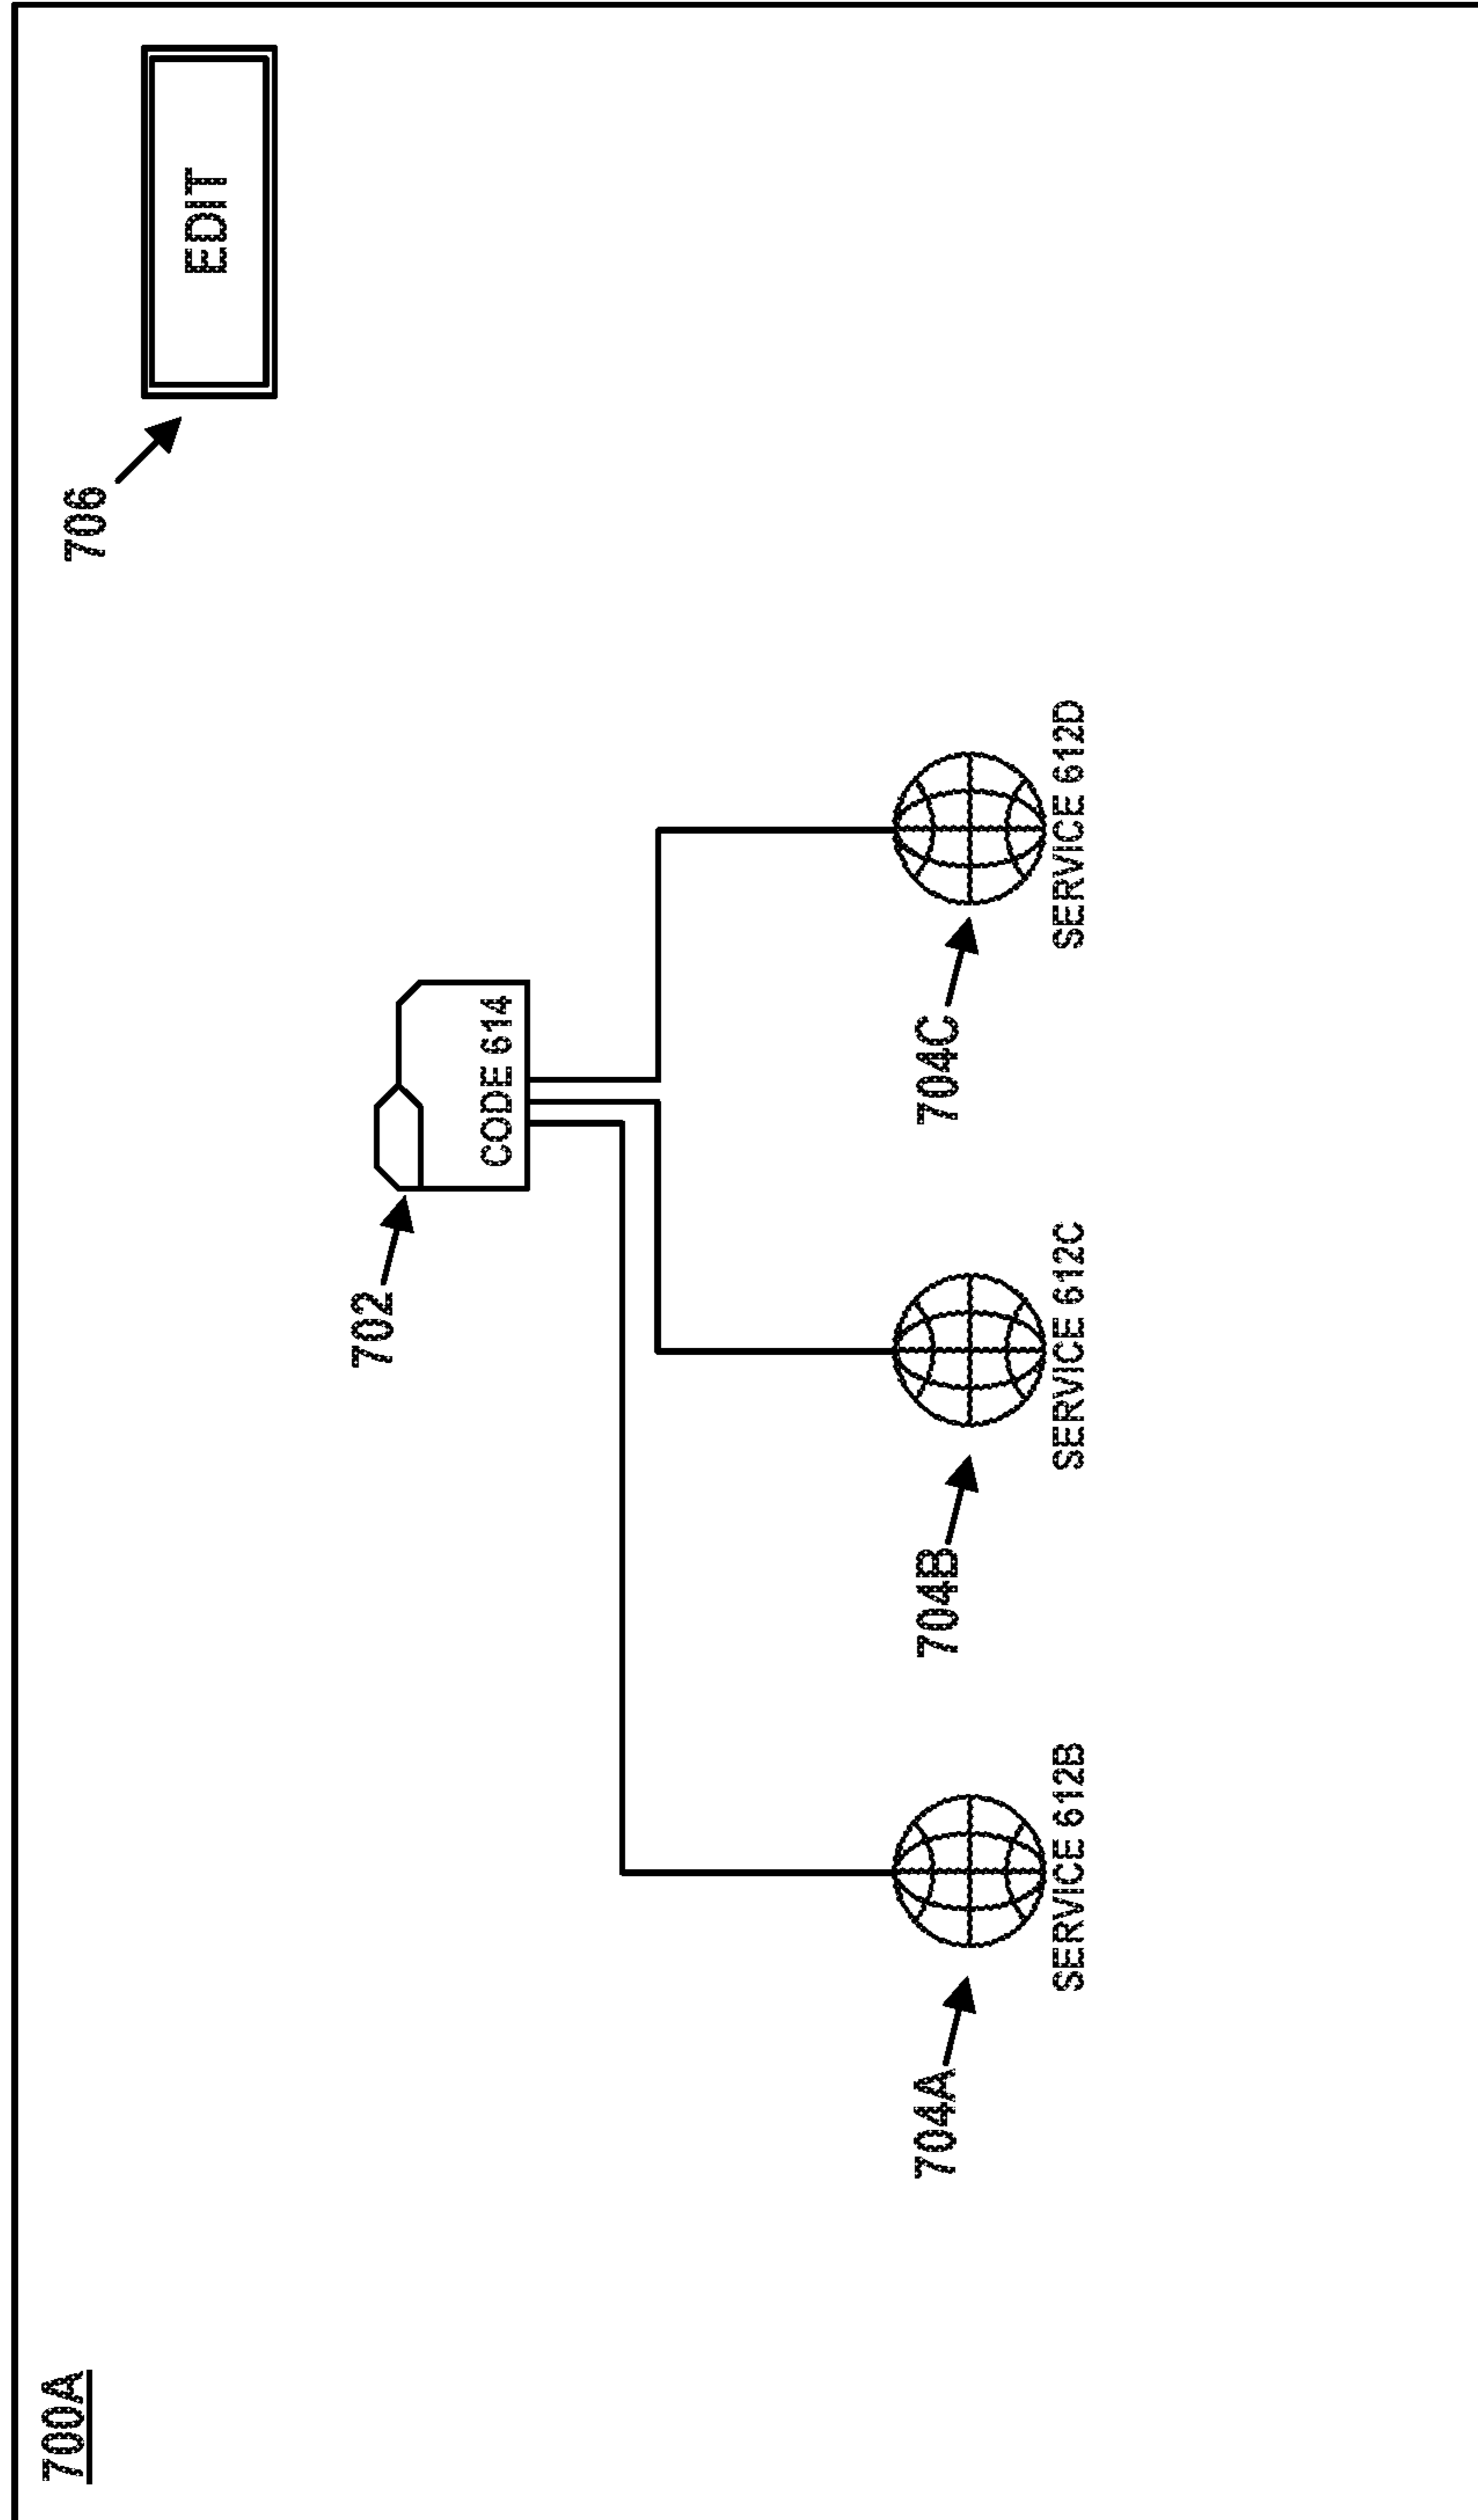 700A
706
EDIT
702
CODE 614
704A
704B
704C
SERVICE 612B
SERVICE 612C
SERVICE 612D